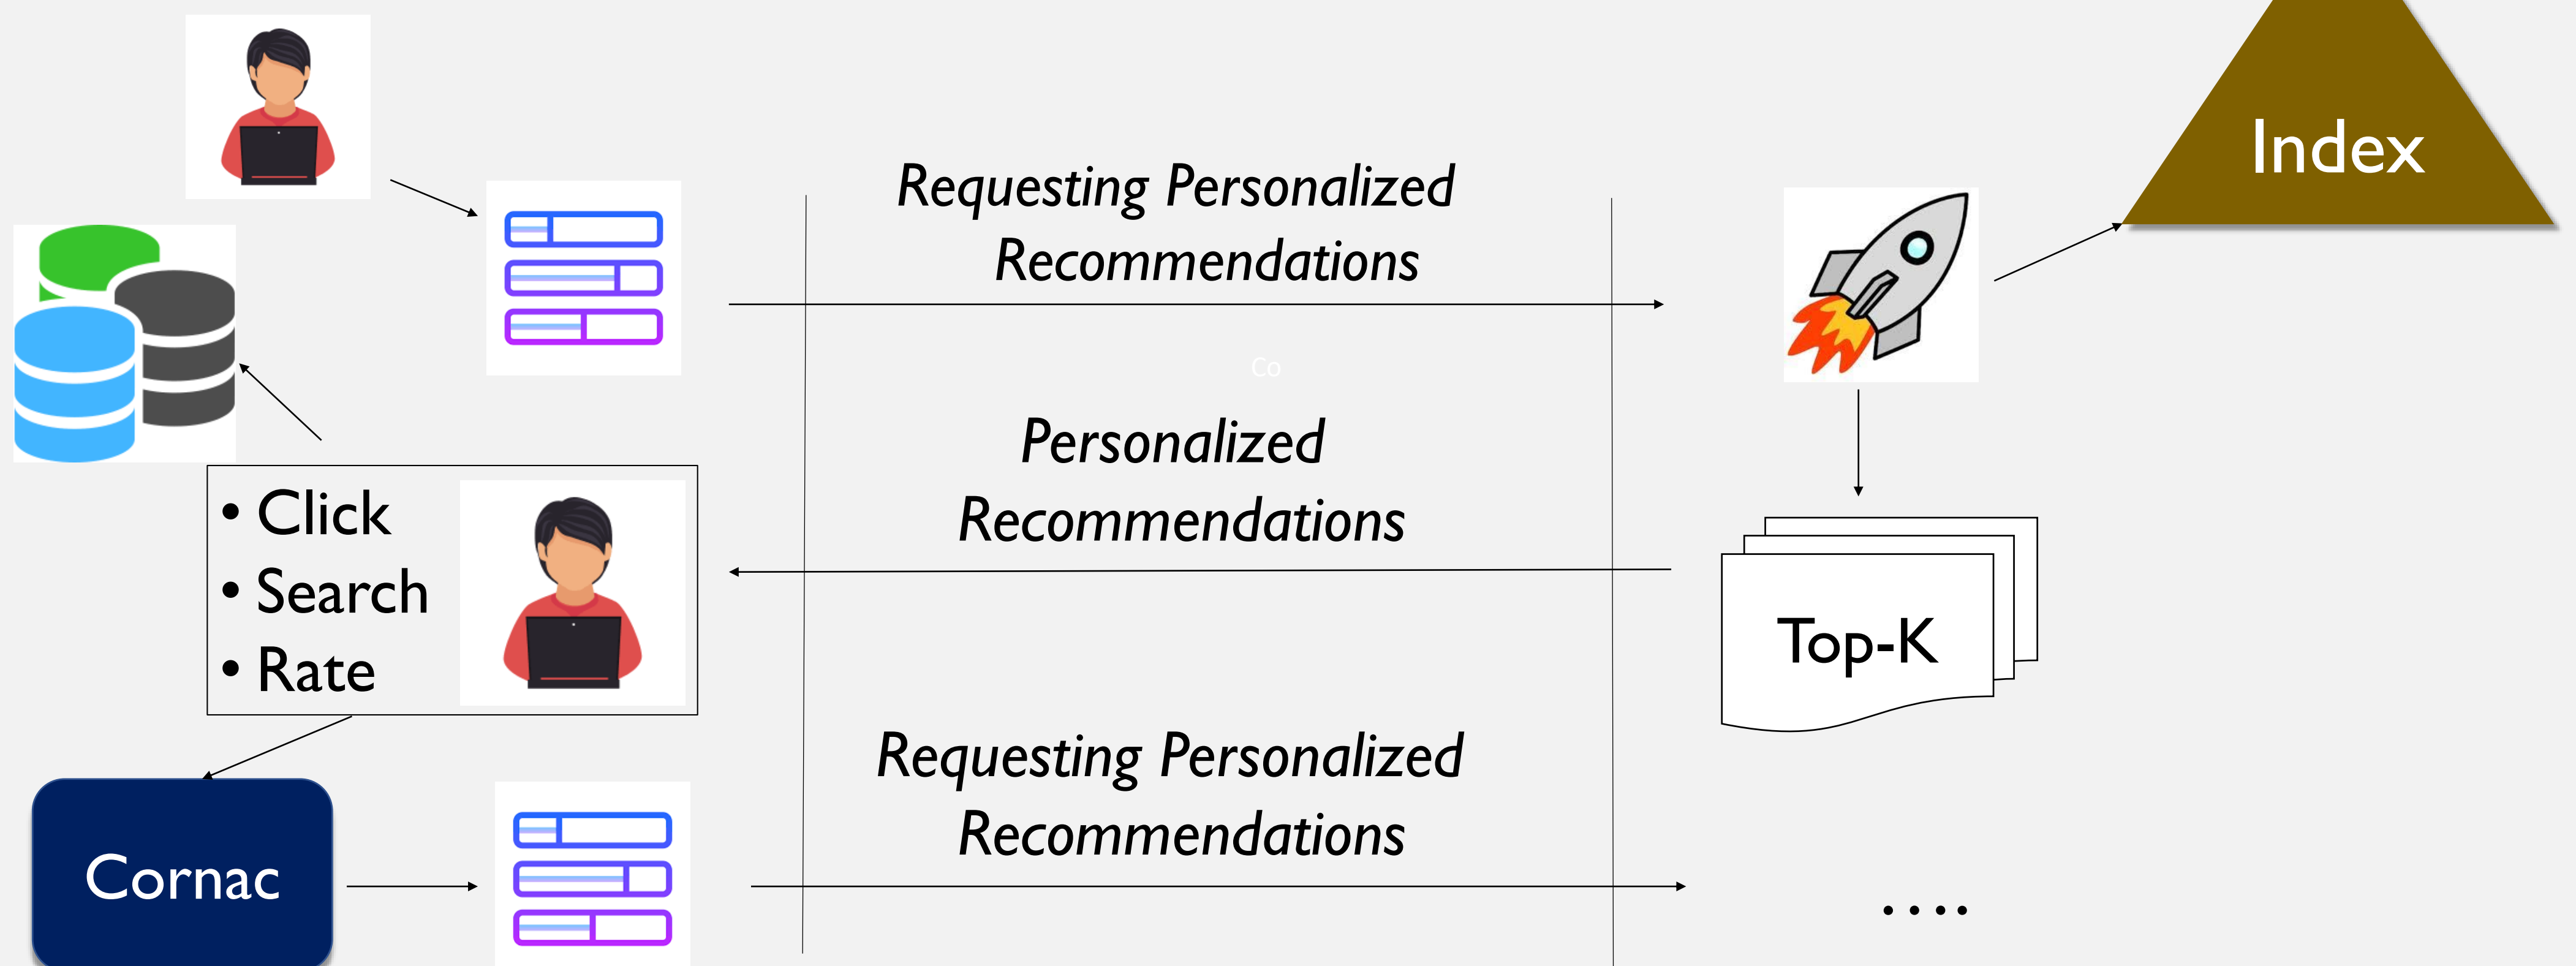 Index
Requesting Personalized
Recommendations
Co
Personalized
Recommendations
• Click
• Search
• Rate
Top-K
Requesting Personalized
Recommendations
Cornac
....